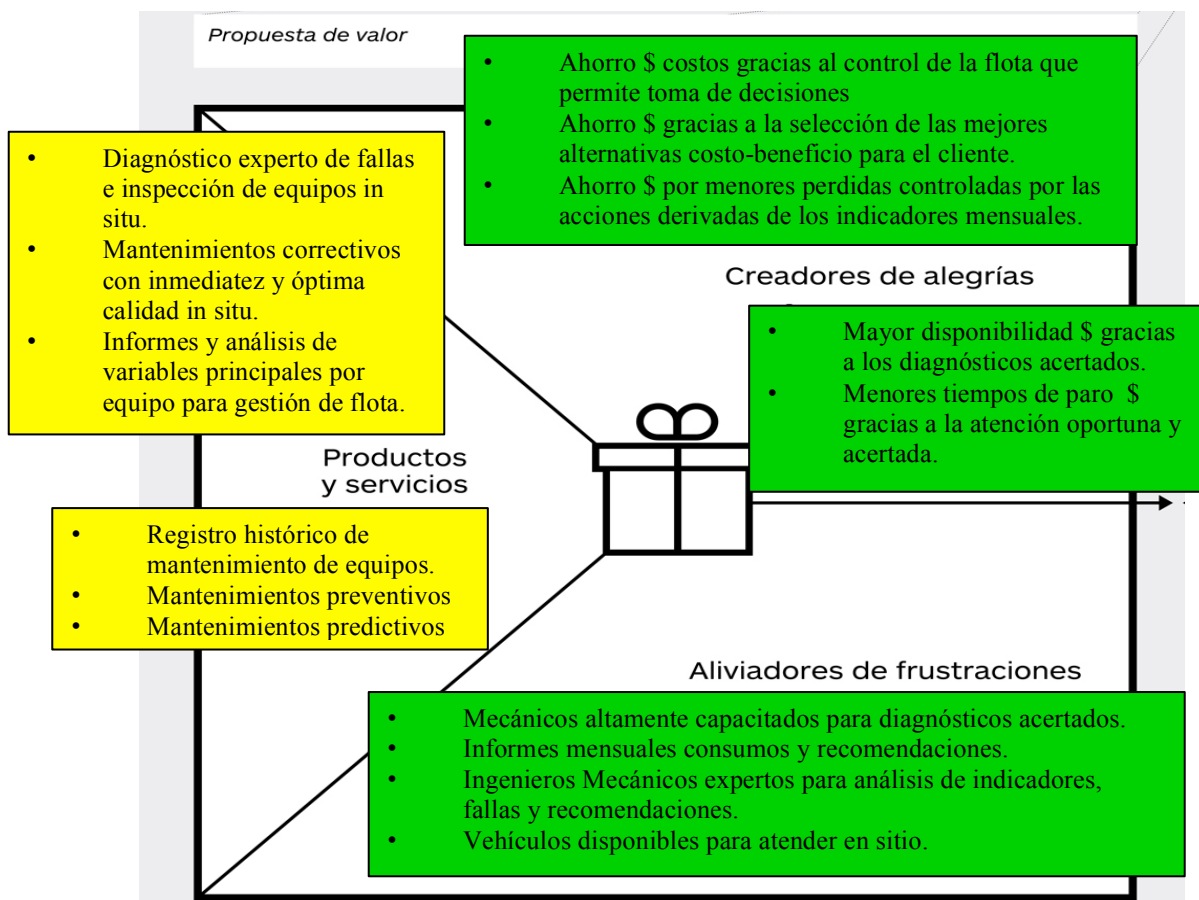 Propuesta de valor
• Ahorro $ costos gracias al control de la flota que
permite toma de decisiones
• Ahorro $ gracias a la selección de las mejores
alternativas costo-beneficio para el cliente.
• Ahorro $ por menores perdidas controladas por las
acciones derivadas de los indicadores mensuales.
• Diagnóstico experto de fallas
e inspección de equipos in
situ.
• Mantenimientos correctivos
con inmediatez y óptima
calidad in situ.
• Informes y análisis de
variables principales por
equipo para gestión de flota.
Creadores de alegrías
• Mayor disponibilidad $ gracias
a los diagnósticos acertados.
• Menores tiempos de paro $
gracias a la atención oportuna y
acertada.
Productos
y servicios
• Registro histórico de
mantenimiento de equipos.
• Mantenimientos preventivos
• Mantenimientos predictivos
Aliviadores de frustraciones
• Mecánicos altamente capacitados para diagnósticos acertados.
• Informes mensuales consumos y recomendaciones.
• Ingenieros Mecánicos expertos para análisis de indicadores,
fallas y recomendaciones.
• Vehículos disponibles para atender en sitio.